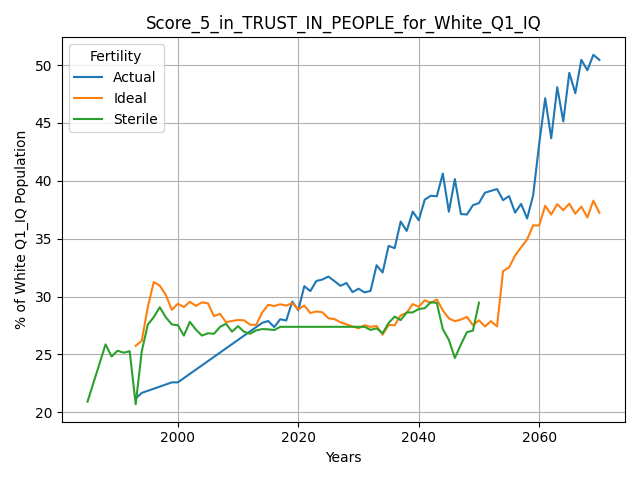 Score_5_in_TRUST_IN_PEOPLE_for_White_Q1_IQ
Fertility
Actual
Ideal
Sterile
% of White Q1_IQ Population
50
45
40
35
30
25
20
2000
2020
2040
2060
Years